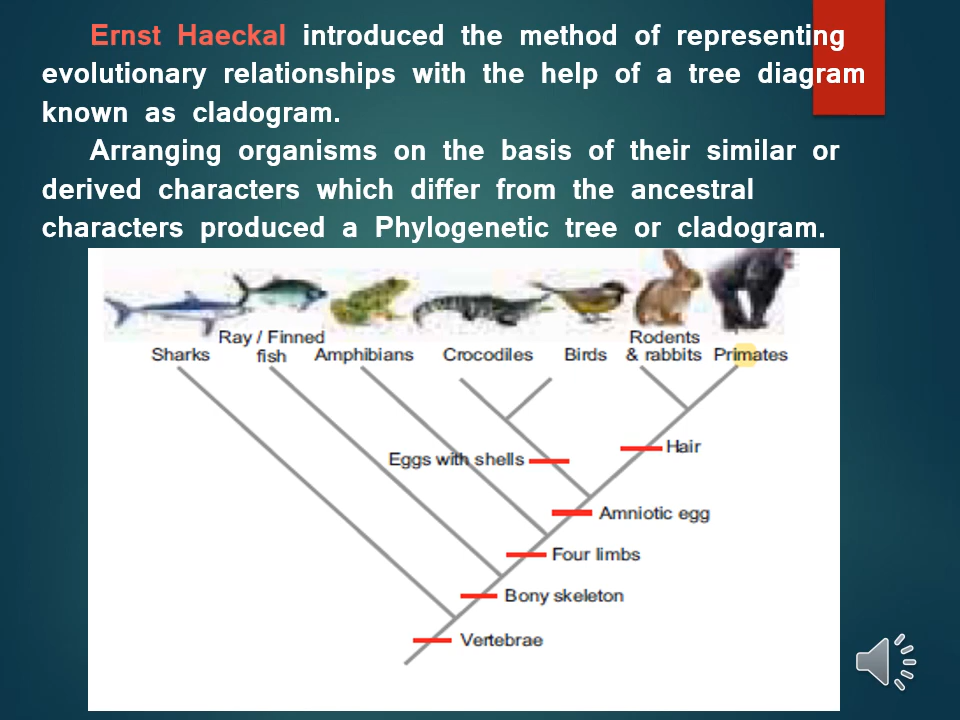 Ernst Haeckal introduced the method of representing
evolutionary relationships with the help of a tree diagram
known as cladogram.
Arranging organisms on the basis of their similar or
derived characters which differ from the ancestral
characters produced a Phylogenetic tree or cladogram.
Sharks
Ray / Finned
fish
Amphibians
Crocodiles
Birds
Rodents
& rabbits
Primates
Hair
Eggs with shells
Amniotic egg
Four limbs
Bony skeleton
Vertebrae